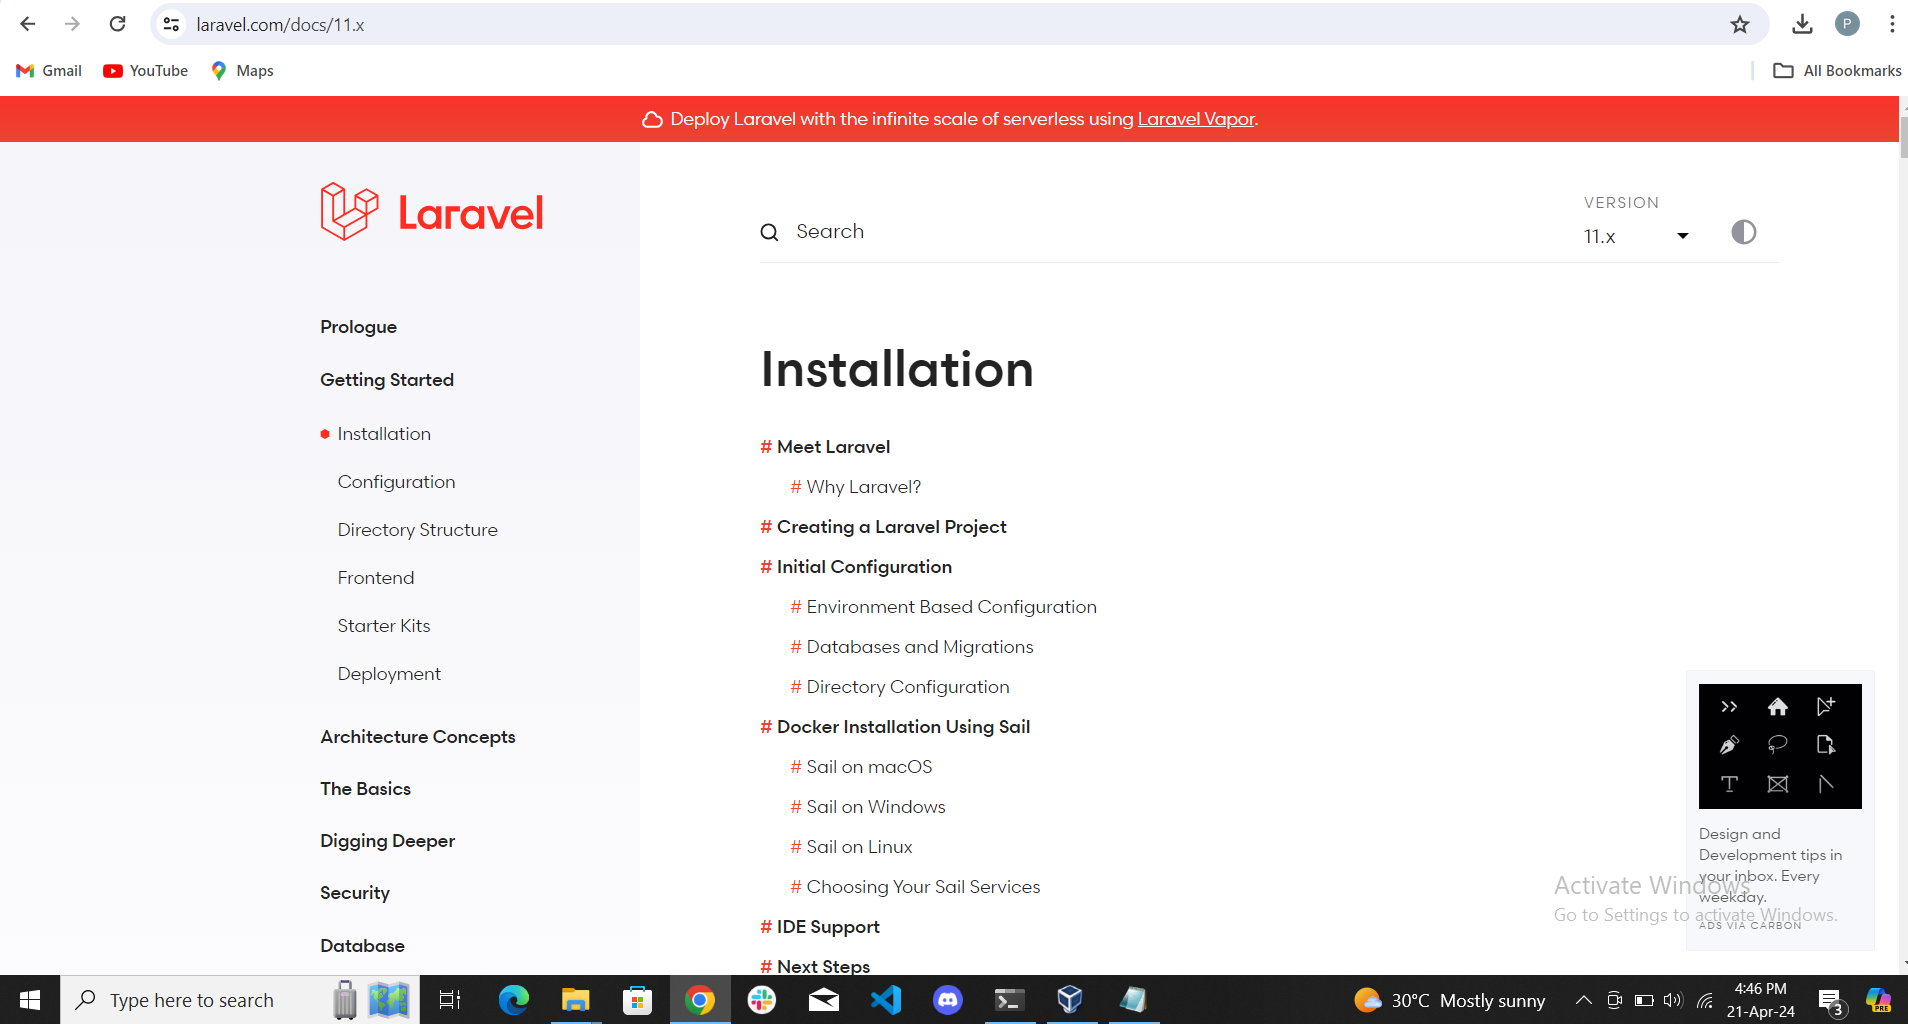 laravel.com/docs/11.x
P
Gmail
YouTube
Maps
All Bookmarks
Deploy Laravel with the infinite scale of serverless using Laravel Vapor.
Laravel
Search
VERSION
11.x
Prologue
Getting Started
Installation
Configuration
Directory Structure
Frontend
Starter Kits
Deployment
Architecture Concepts
The Basics
Digging Deeper
Security
Database
Installation
# Meet Laravel
# Why Laravel?
# Creating a Laravel Project
# Initial Configuration
# Environment Based Configuration
# Databases and Migrations
# Directory Configuration
# Docker Installation Using Sail
# Sail on macOS
# Sail on Windows
# Sail on Linux
# Choosing Your Sail Services
# IDE Support
# Next Steps
Design and
Development tips in
your inbox. Every
weekday.
ADS VIA CARBON
Activate Windows
Go to Settings to activate Windows.
Type here to search
30°C Mostly sunny
4:46 PM
21-Apr-24
3
PRE